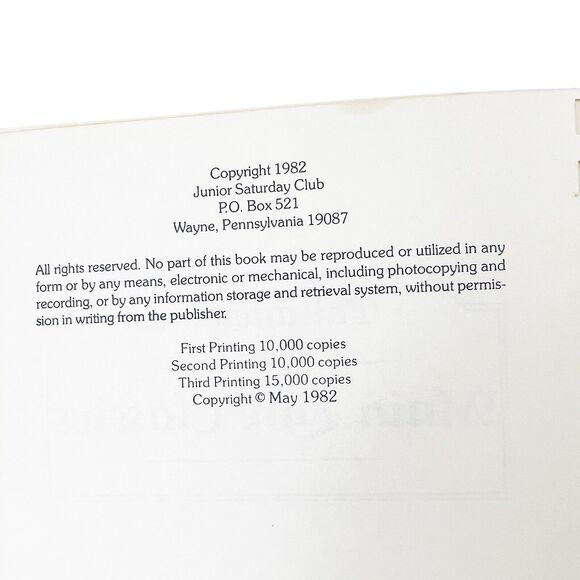 Copyright 1982
Junior Saturday Club
P.O. Box 521
Wayne, Pennsylvania 19087
All rights reserved. No part of this book may be reproduced or utilized in any
form or by any means, electronic or mechanical, including photocopying and
recording, or by any information storage and retrieval system, without permis-
sion in writing from the publisher.
First Printing 10,000 copies
Second Printing 10,000 copies
Third Printing 15,000 copies
Copyright © May 1982